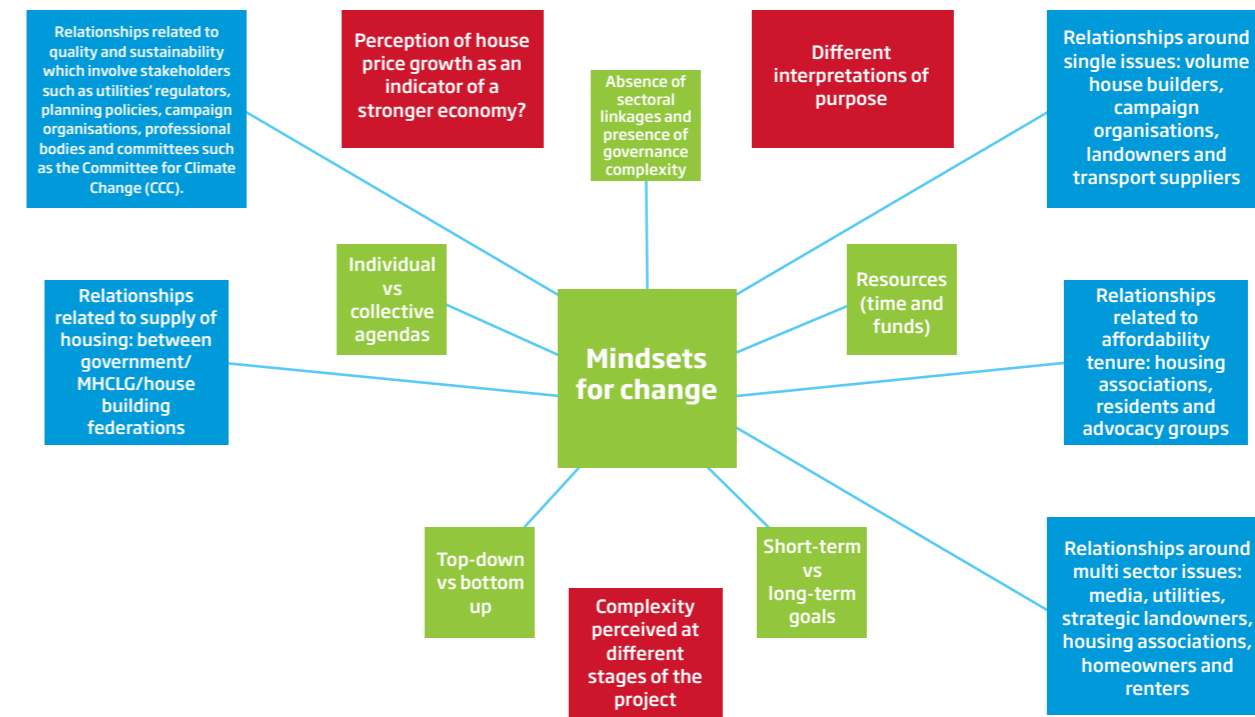 Relationships related to
quality and sustainability
which involve stakeholders
such as utilities' regulators,
planning policies, campaign
organisations, professional
bodies and committees such
as the Committee for Climate
Change (CCC).
Perception of house
price growth as an
indicator of a
stronger economy?
Absence of
sectoral
linkages and
presence of
governance
complexity
Different
interpretations of
purpose
Relationships around
single issues: volume
house builders,
campaign
organisations,
landowners and
transport suppliers
Individual
vs
collective
agendas
Resources
(time and
funds)
Relationships
related to supply of
housing: between
government/
MHCLG/house
building
federations
Mindsets
for change
Relationships
related to
affordability
tenure: housing
associations,
residents and
advocacy groups
Top-down
vs bottom
up
Complexity
perceived at
different
stages of the
project
Short-term
vs
long-term
goals
Relationships around
multi sector issues:
media, utilities,
strategic landowners,
housing associations,
homeowners and
renters